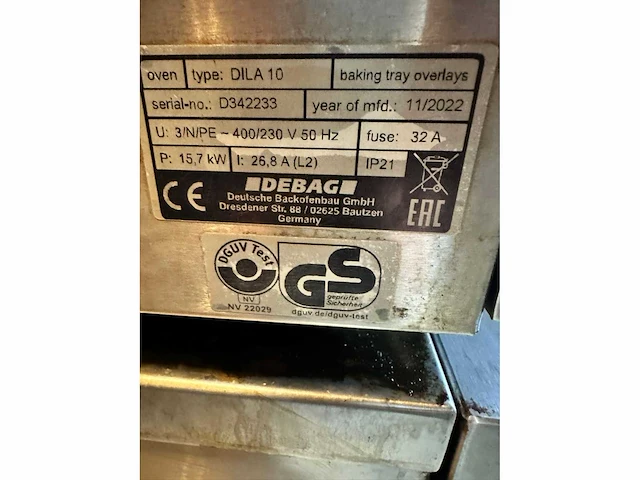 oven type: DILA 10 baking tray overlays
serial-no.: D342233 year of mfd.: 11/2022
U: 3/N/PE ~ 400/230 V 50 Hz fuse: 32 A
P: 15,7 kW I: 26,8 A (L2) IP21
CE DEBAG EAC
Deutsche Backofenbau GmbH
Dresdener Str. 88 / 02625 Bautzen
Germany
DGUV Test
NV
NV 22029
GS
geprüfte
Sicherheit
dguv.de/dguv-test